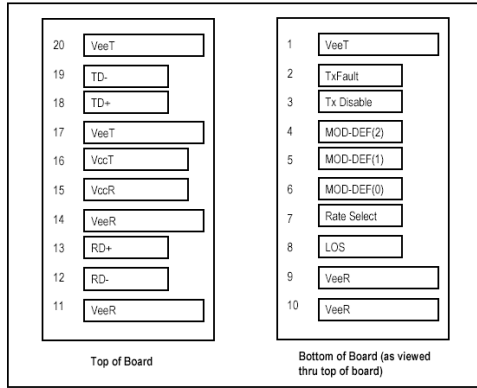 20 VeeT
19 TD-
18 TD+
17 VeeT
16 VccT
15 VccR
14 VeeR
13 RD+
12 RD-
11 VeeR
Top of Board
1 VeeT
2 TxFault
3 Tx Disable
4 MOD-DEF(2)
5 MOD-DEF(1)
6 MOD-DEF(0)
7 Rate Select
8 LOS
9 VeeR
10 VeeR
Bottom of Board (as viewed
thru top of board)